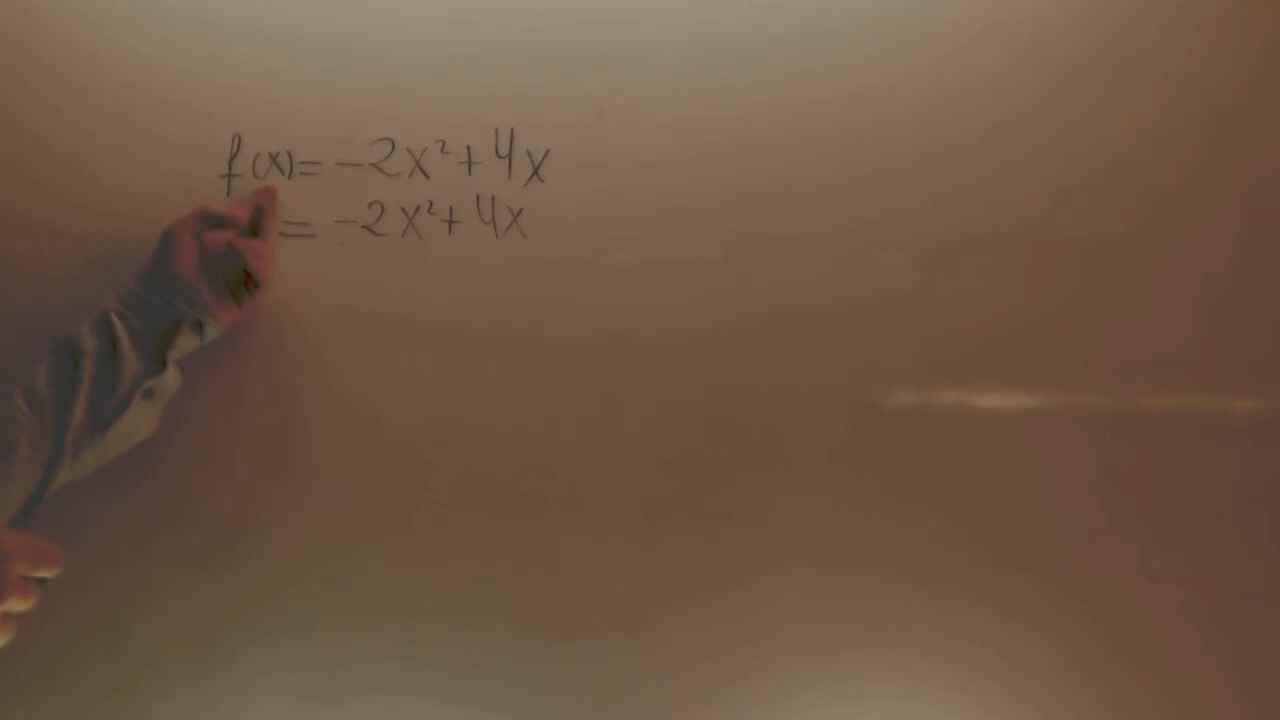 f(x) = -2x² + 4x
= -2x² + 4x